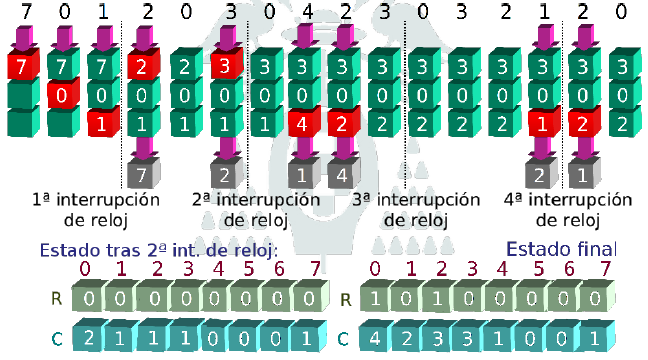 7 0 1 2 0 3 0 4 2 3 0 3 2 1 2 0
7 7 7 2 2 3 3 3 3 3 3 3 3 3 3 3
0 0 0 0 0 0 0 0 0 0 0 0 0 0 0
1 1 1 1 1 4 2 2 2 2 2 1 2 2
7 2 1 4 2 1
1ª interrupción 2ª interrupción 3ª interrupción 4ª interrupción
de reloj de reloj de reloj de reloj
Estado tras 2ª int. de reloj: Estado final
0 1 2 3 4 5 6 7 0 1 2 3 4 5 6 7
R 0 0 0 0 0 0 0 0 R 1 0 1 0 0 0 0 0
C 2 1 1 1 0 0 0 1 C 4 2 3 3 1 0 0 1